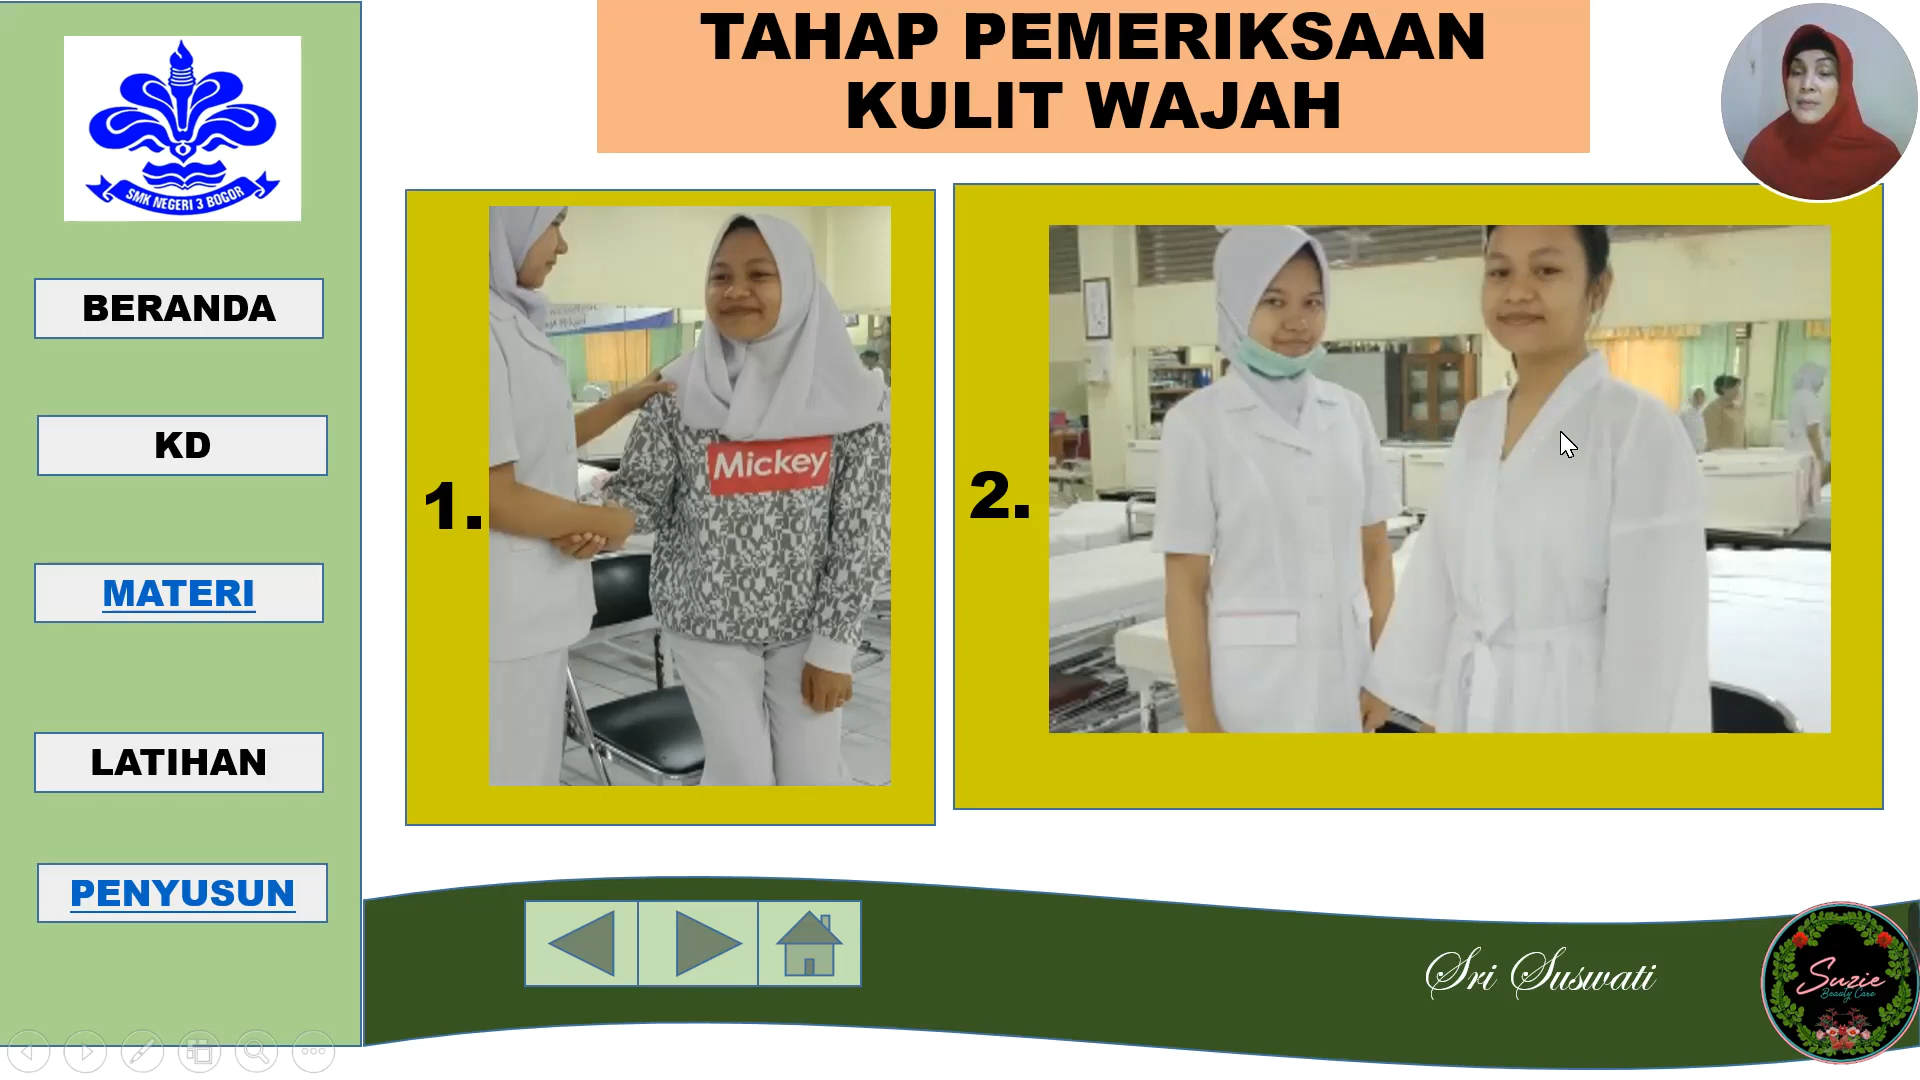 TAHAP PEMERIKSAAN
KULIT WAJAH
SMK NEGERI 3 BOGOR
BERANDA
KD
MATERI
LATIHAN
PENYUSUN
1.
Mickey
2.
Sri Suswati
Suzie
Beauty Care